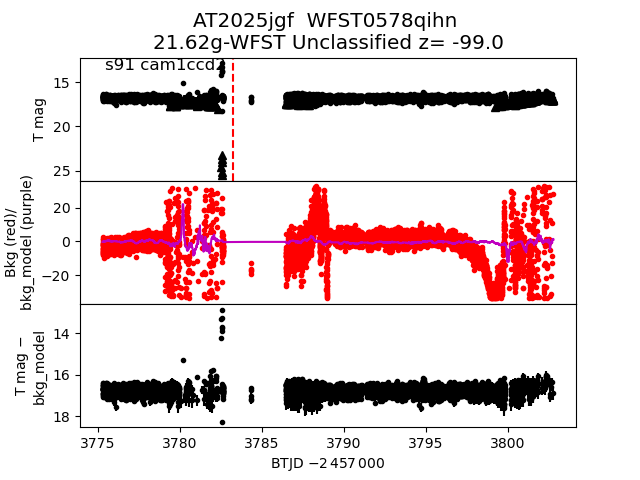 AT2025jgf  WFST0578qihn
21.62g-WFST Unclassified z= -99.0
s91 cam1ccd2
T mag
15
20
25
Bkg (red)/
bkg_model (purple)
20
0
−20
T mag −
bkg_model
14
16
18
3775
3780
3785
3790
3795
3800
BTJD −2 457 000